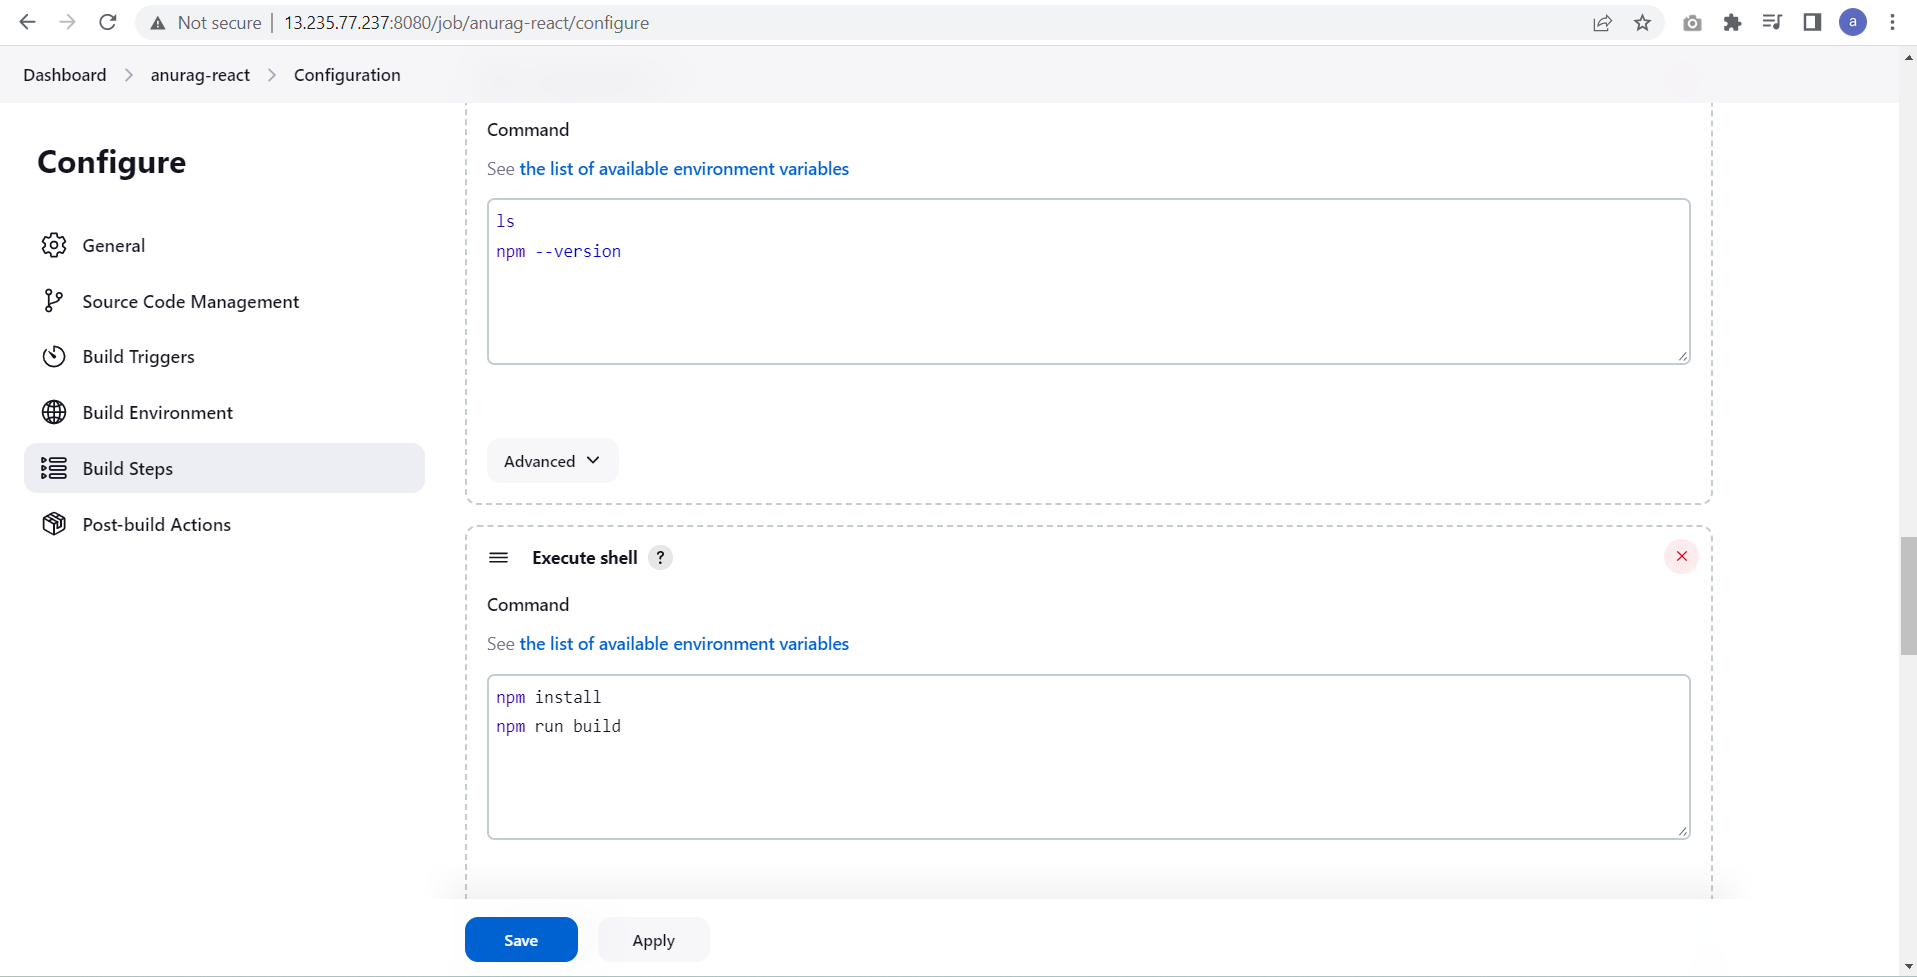 Not secure | 13.235.77.237:8080/job/anurag-react/configure
a
Dashboard > anurag-react > Configuration
Configure
General
Source Code Management
Build Triggers
Build Environment
Build Steps
Post-build Actions
Command
See the list of available environment variables
ls
npm --version
Advanced
Execute shell ?
Command
See the list of available environment variables
npm install
npm run build
Save
Apply